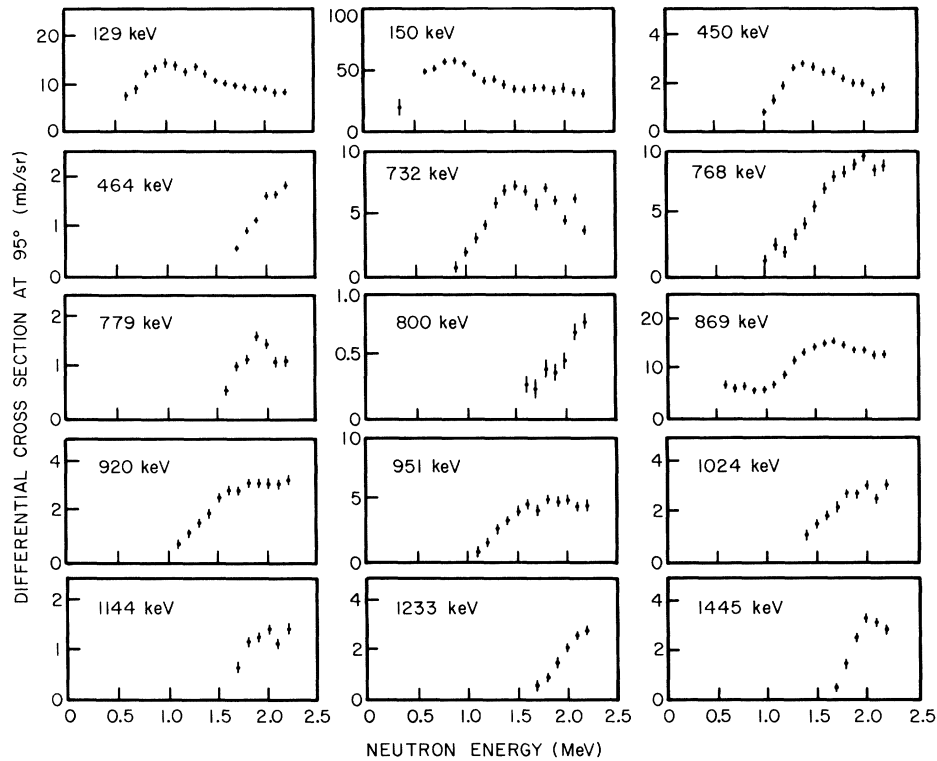 DIFFERENTIAL CROSS SECTION AT 95° (mb/sr)
129 keV
20
10
0
150 keV
100
50
0
450 keV
4
2
0
464 keV
2
1
0
732 keV
10
5
0
768 keV
10
5
0
779 keV
2
1
0
800 keV
1.0
0.5
0
869 keV
20
10
0
920 keV
4
2
0
951 keV
10
5
0
1024 keV
4
2
0
1144 keV
2
1
0
1233 keV
4
2
0
1445 keV
4
2
0
0 0.5 1.0 1.5 2.0 2.5
0 0.5 1.0 1.5 2.0 2.5
0 0.5 1.0 1.5 2.0 2.5
NEUTRON ENERGY (MeV)